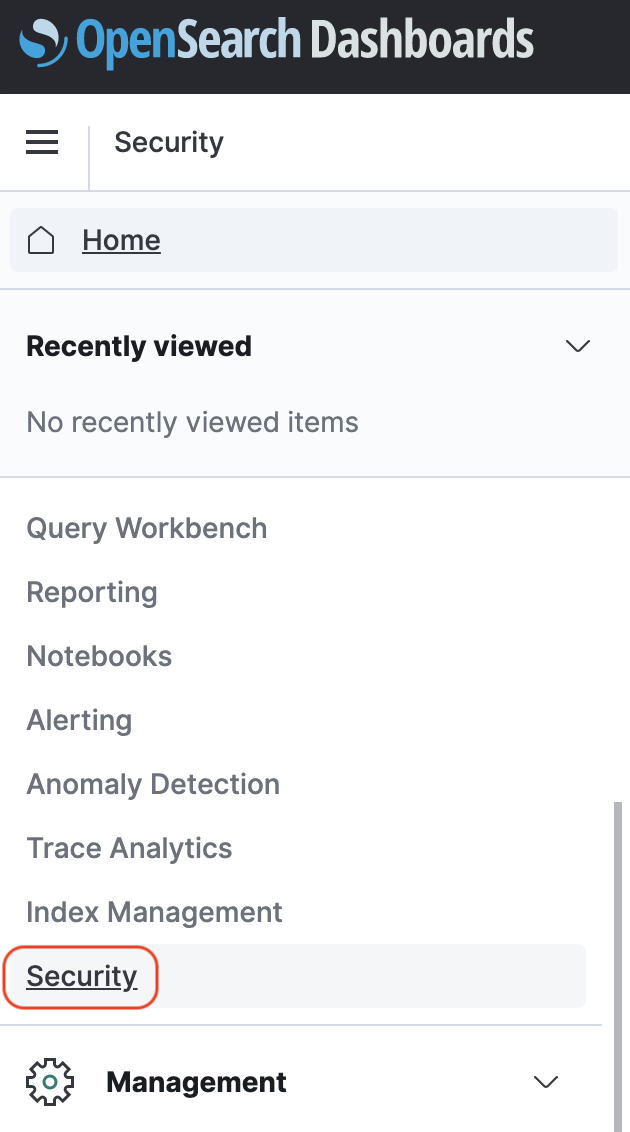 OpenSearch Dashboards
Security
Home
Recently viewed
No recently viewed items
Query Workbench
Reporting
Notebooks
Alerting
Anomaly Detection
Trace Analytics
Index Management
Security
Management